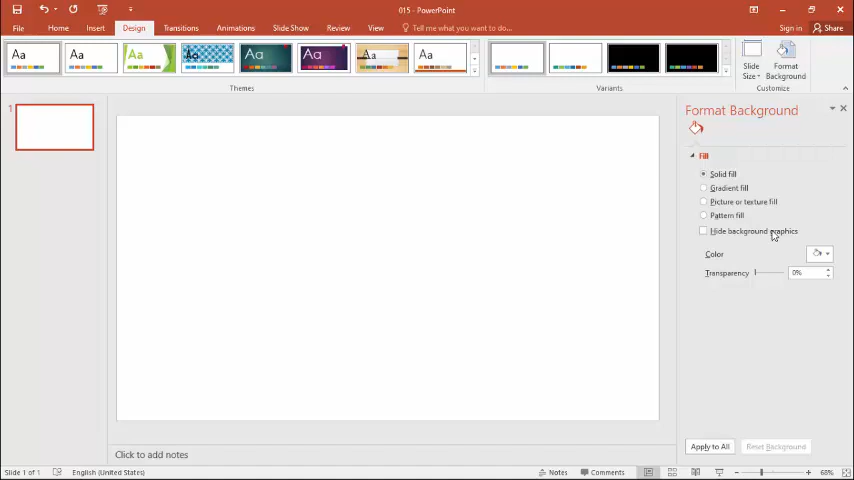 015 - PowerPoint
File Home Insert Design Transitions Animations Slide Show Review View Tell me what you want to do... Sign in Share
Aa Aa Aa Aa Aa Aa Aa Aa
Slide Size Format Background
Themes Variants Customize
1
Format Background
Fill
Solid fill
Gradient fill
Picture or texture fill
Pattern fill
Hide background graphics
Color
Transparency 0%
Apply to All Reset Background
Click to add notes
Slide 1 of 1 English (United States) Notes Comments 68%